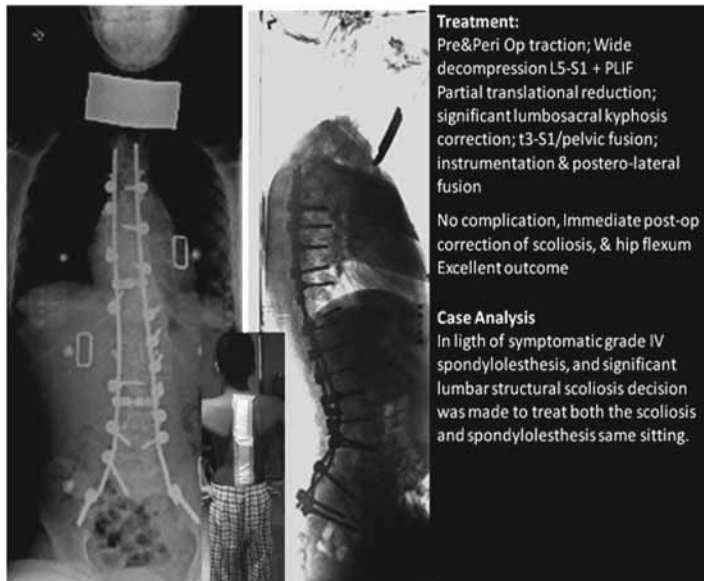 Treatment:
Pre&Peri Op traction; Wide
decompression L5-S1 + PLIF
Partial translational reduction;
significant lumbosacral kyphosis
correction; t3-S1/pelvic fusion;
instrumentation & postero-lateral
fusion
No complication, Immediate post-op
correction of scoliosis, & hip flexum
Excellent outcome
Case Analysis
In ligth of symptomatic grade IV
spondylolesthesis, and significant
lumbar structural scoliosis decision
was made to treat both the scoliosis
and spondylolesthesis same sitting.